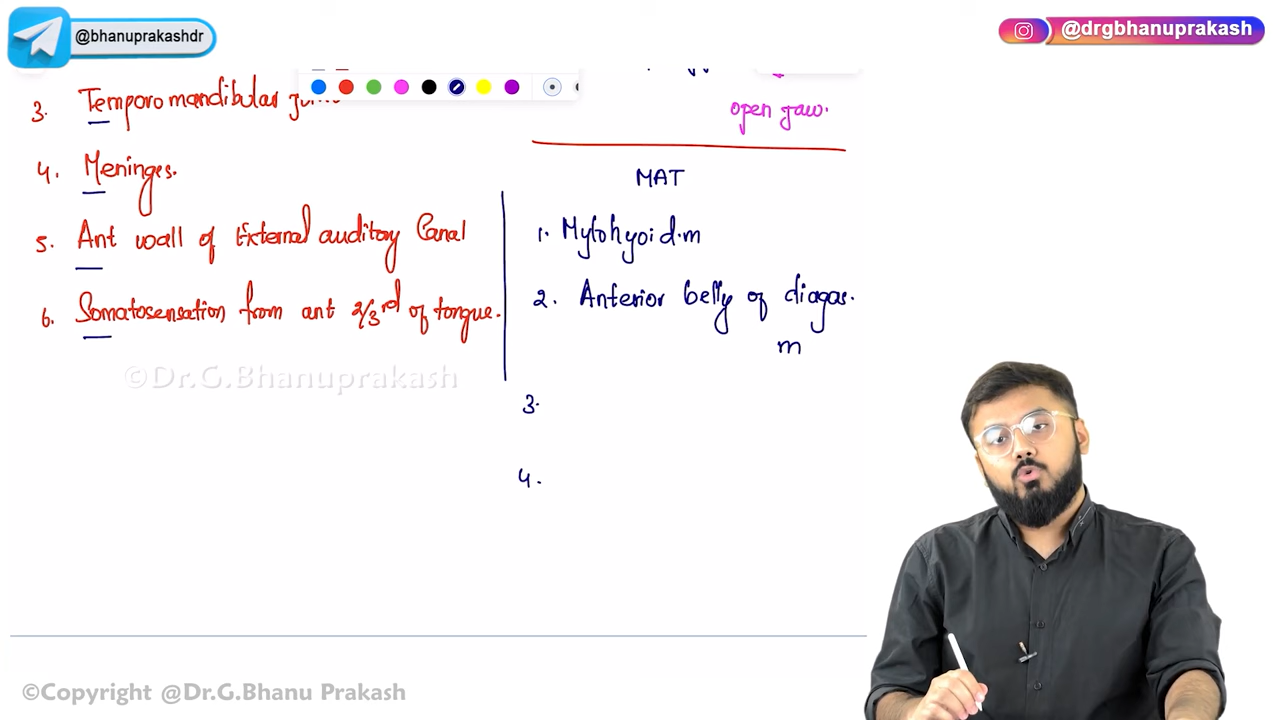 @bhanuprakashdr
@drgbhanuprakash
3. Temporomandibular
4. Meninges.
5. Ant wall of External auditory Canal
6. Somatosensation from ant 2/3rd of tongue.
©Dr.G.Bhanuprakash
open jaw.
MAT
1. Mylohyoid.m
2. Anterior belly of diagas.
m
3.
4.
©Copyright @Dr.G.Bhanu Prakash